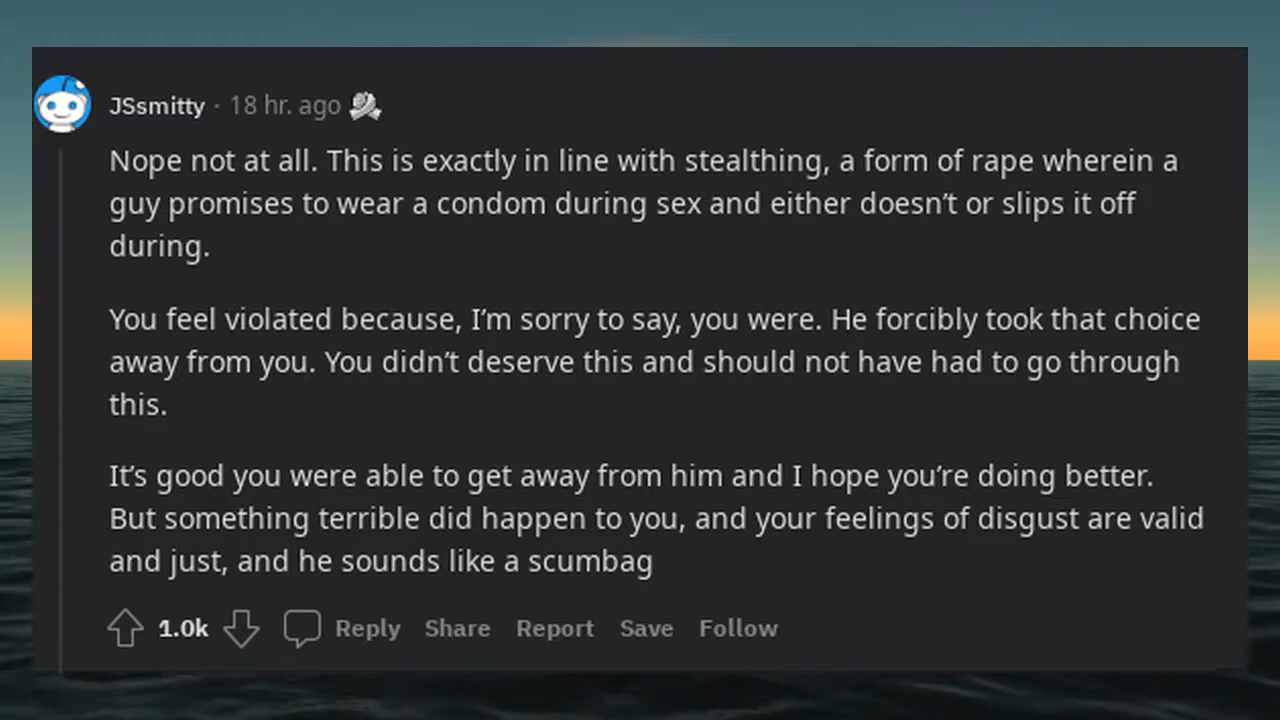 JSsmitty · 18 hr. ago
Nope not at all. This is exactly in line with stealthing, a form of rape wherein a
guy promises to wear a condom during sex and either doesn’t or slips it off
during.
You feel violated because, I’m sorry to say, you were. He forcibly took that choice
away from you. You didn’t deserve this and should not have had to go through
this.
It’s good you were able to get away from him and I hope you’re doing better.
But something terrible did happen to you, and your feelings of disgust are valid
and just, and he sounds like a scumbag
1.0k Reply Share Report Save Follow